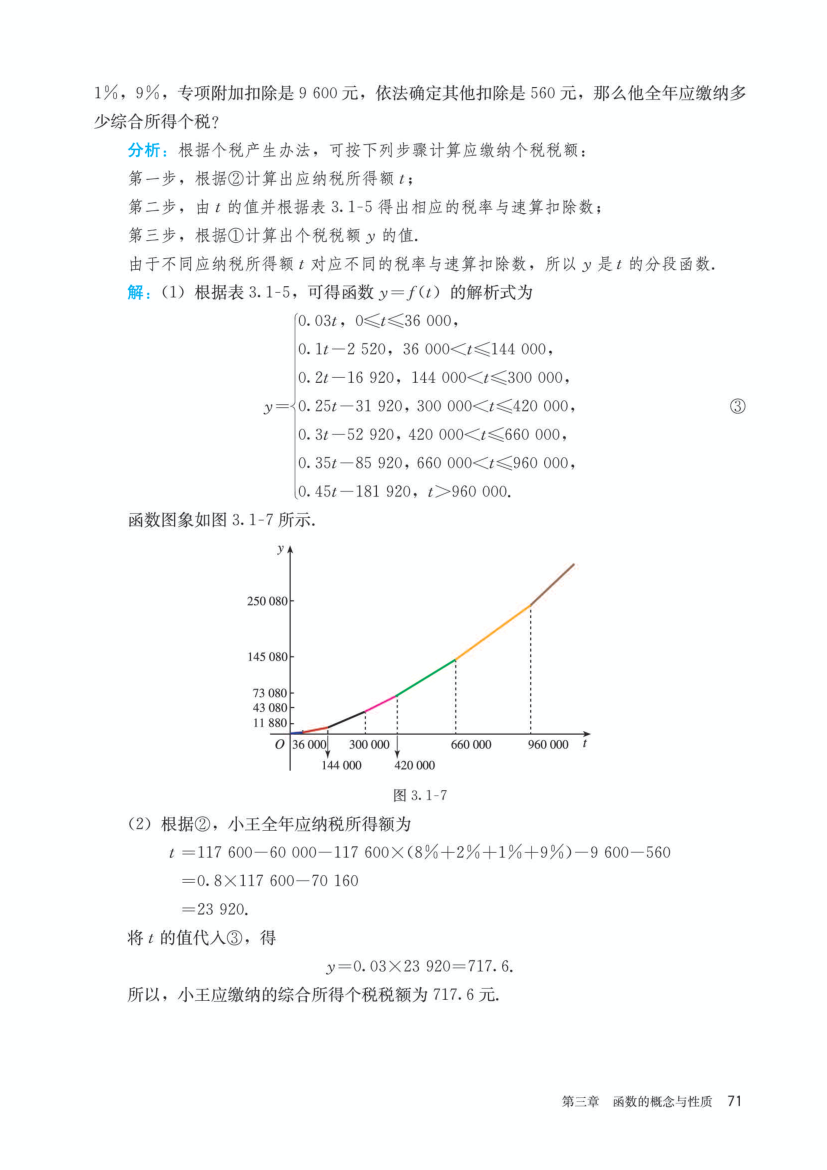 1%，9%，专项附加扣除是 9 600 元，依法确定其他扣除是 560 元，那么他全年应缴纳多
少综合所得个税？
分析：根据个税产生办法，可按下列步骤计算应缴纳个税税额：
第一步，根据②计算出应纳税所得额 t；
第二步，由 t 的值并根据表 3.1-5 得出相应的税率与速算扣除数；
第三步，根据①计算出个税税额 y 的值.
由于不同应纳税所得额 t 对应不同的税率与速算扣除数，所以 y 是 t 的分段函数.
解：（1）根据表 3.1-5，可得函数 y=f(t) 的解析式为
0.03t，0≤t≤36 000，
0.1t－2 520，36 000<t≤144 000，
0.2t－16 920，144 000<t≤300 000，
y={0.25t－31 920，300 000<t≤420 000， ③
0.3t－52 920，420 000<t≤660 000，
0.35t－85 920，660 000<t≤960 000，
0.45t－181 920，t>960 000.
函数图象如图 3.1-7 所示.
y
250 080
145 080
73 080
43 080
11 880
O 36 000 300 000 660 000 960 000 t
144 000 420 000
图 3.1-7
（2）根据②，小王全年应纳税所得额为
t =117 600－60 000－117 600×(8%＋2%＋1%＋9%)－9 600－560
=0.8×117 600－70 160
=23 920.
将 t 的值代入③，得
y=0.03×23 920=717.6.
所以，小王应缴纳的综合所得个税税额为 717.6 元.
第三章 函数的概念与性质 71